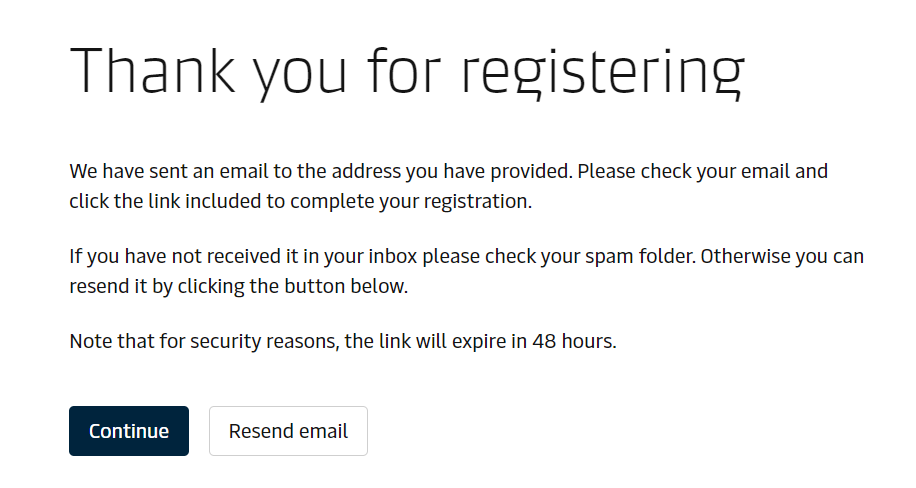 Thank you for registering
We have sent an email to the address you have provided. Please check your email and
click the link included to complete your registration.
If you have not received it in your inbox please check your spam folder. Otherwise you can
resend it by clicking the button below.
Note that for security reasons, the link will expire in 48 hours.
Continue
Resend email